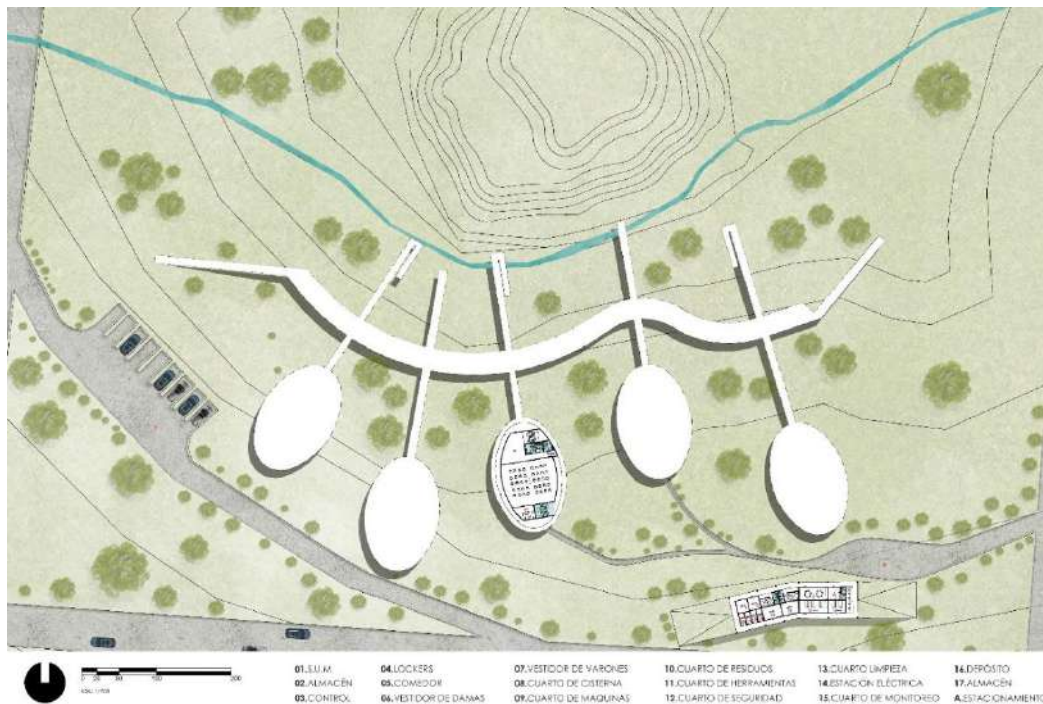 01.S.U.M 04.LOCKERS 07.VESTIDOR DE VARONES 10.CUARTO DE RESIDUOS 13.CUARTO LIMPIEZA 16.DEPÓSITO
02.ALMACÉN 05.COMEDOR 08.CUARTO DE CISTERNA 11.CUARTO DE HERRAMIENTAS 14.ESTACION ELÉCTRICA 17.ALMACÉN
03.CONTROL 06.VESTIDOR DE DAMAS 09.CUARTO DE MAQUINAS 12.CUARTO DE SEGURIDAD 15.CUARTO DE MONITOREO A.ESTACIONAMIENTO